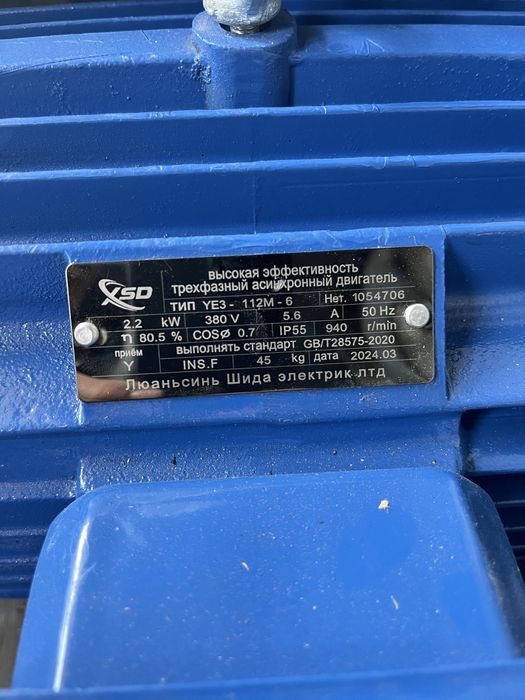 XSD
высокая эффективность
трехфазный асинхронный двигатель
ТИП YE3 - 112M - 6 Нет. 1054706
2.2 kW 380 V 5.6 A 50 Hz
η 80.5 % COSØ 0.7 IP55 940 r/min
приём выполнять стандарт GB/T28575-2020
Y INS.F 45 kg дата 2024.03
Люаньсинь Шида электрик лтд